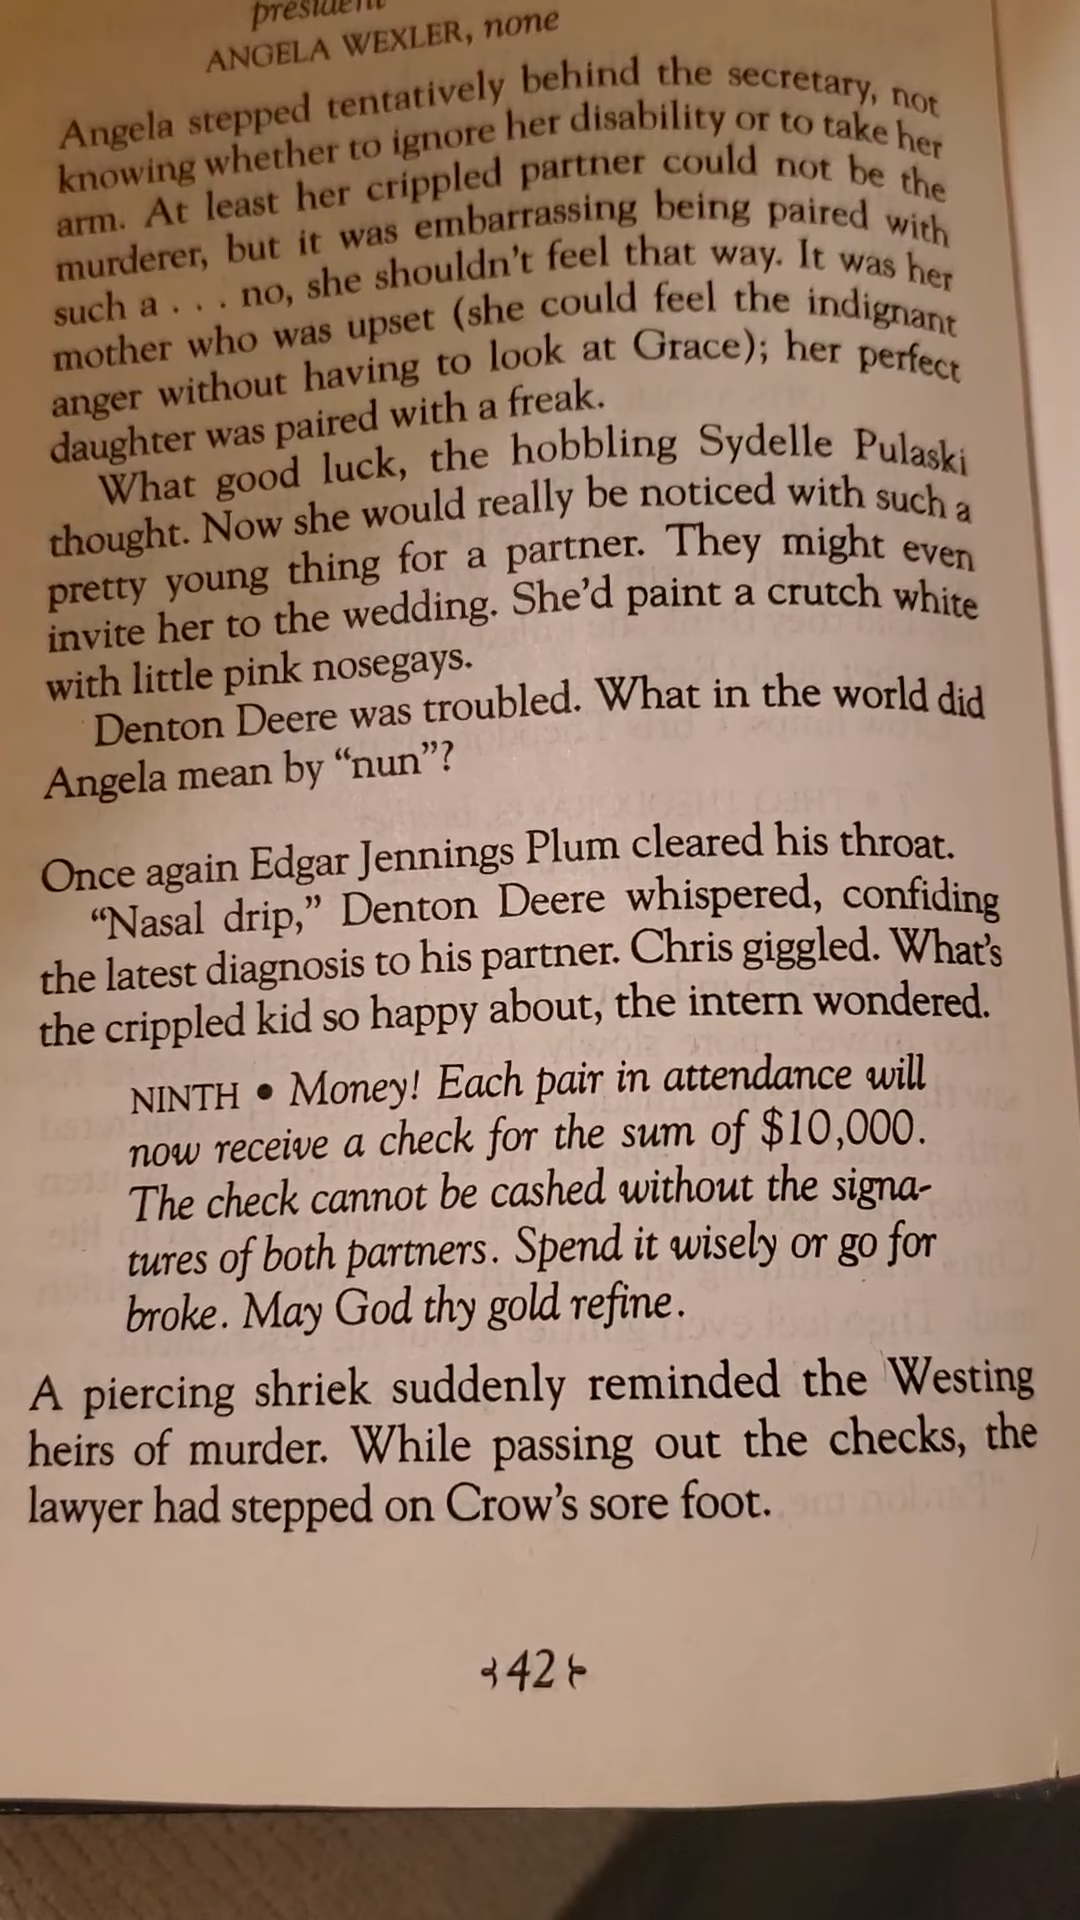 president
ANGELA WEXLER, none
Angela stepped tentatively behind the secretary, not
knowing whether to ignore her disability or to take her
arm. At least her crippled partner could not be the
murderer, but it was embarrassing being paired with
such a . . . no, she shouldn't feel that way. It was her
mother who was upset (she could feel the indignant
anger without having to look at Grace); her perfect
daughter was paired with a freak.
What good luck, the hobbling Sydelle Pulaski
thought. Now she would really be noticed with such a
pretty young thing for a partner. They might even
invite her to the wedding. She'd paint a crutch white
with little pink nosegays.
Denton Deere was troubled. What in the world did
Angela mean by “nun”?
Once again Edgar Jennings Plum cleared his throat.
“Nasal drip,” Denton Deere whispered, confiding
the latest diagnosis to his partner. Chris giggled. What's
the crippled kid so happy about, the intern wondered.
NINTH • Money! Each pair in attendance will
now receive a check for the sum of $10,000.
The check cannot be cashed without the signa-
tures of both partners. Spend it wisely or go for
broke. May God thy gold refine.
A piercing shriek suddenly reminded the Westing
heirs of murder. While passing out the checks, the
lawyer had stepped on Crow's sore foot.
42